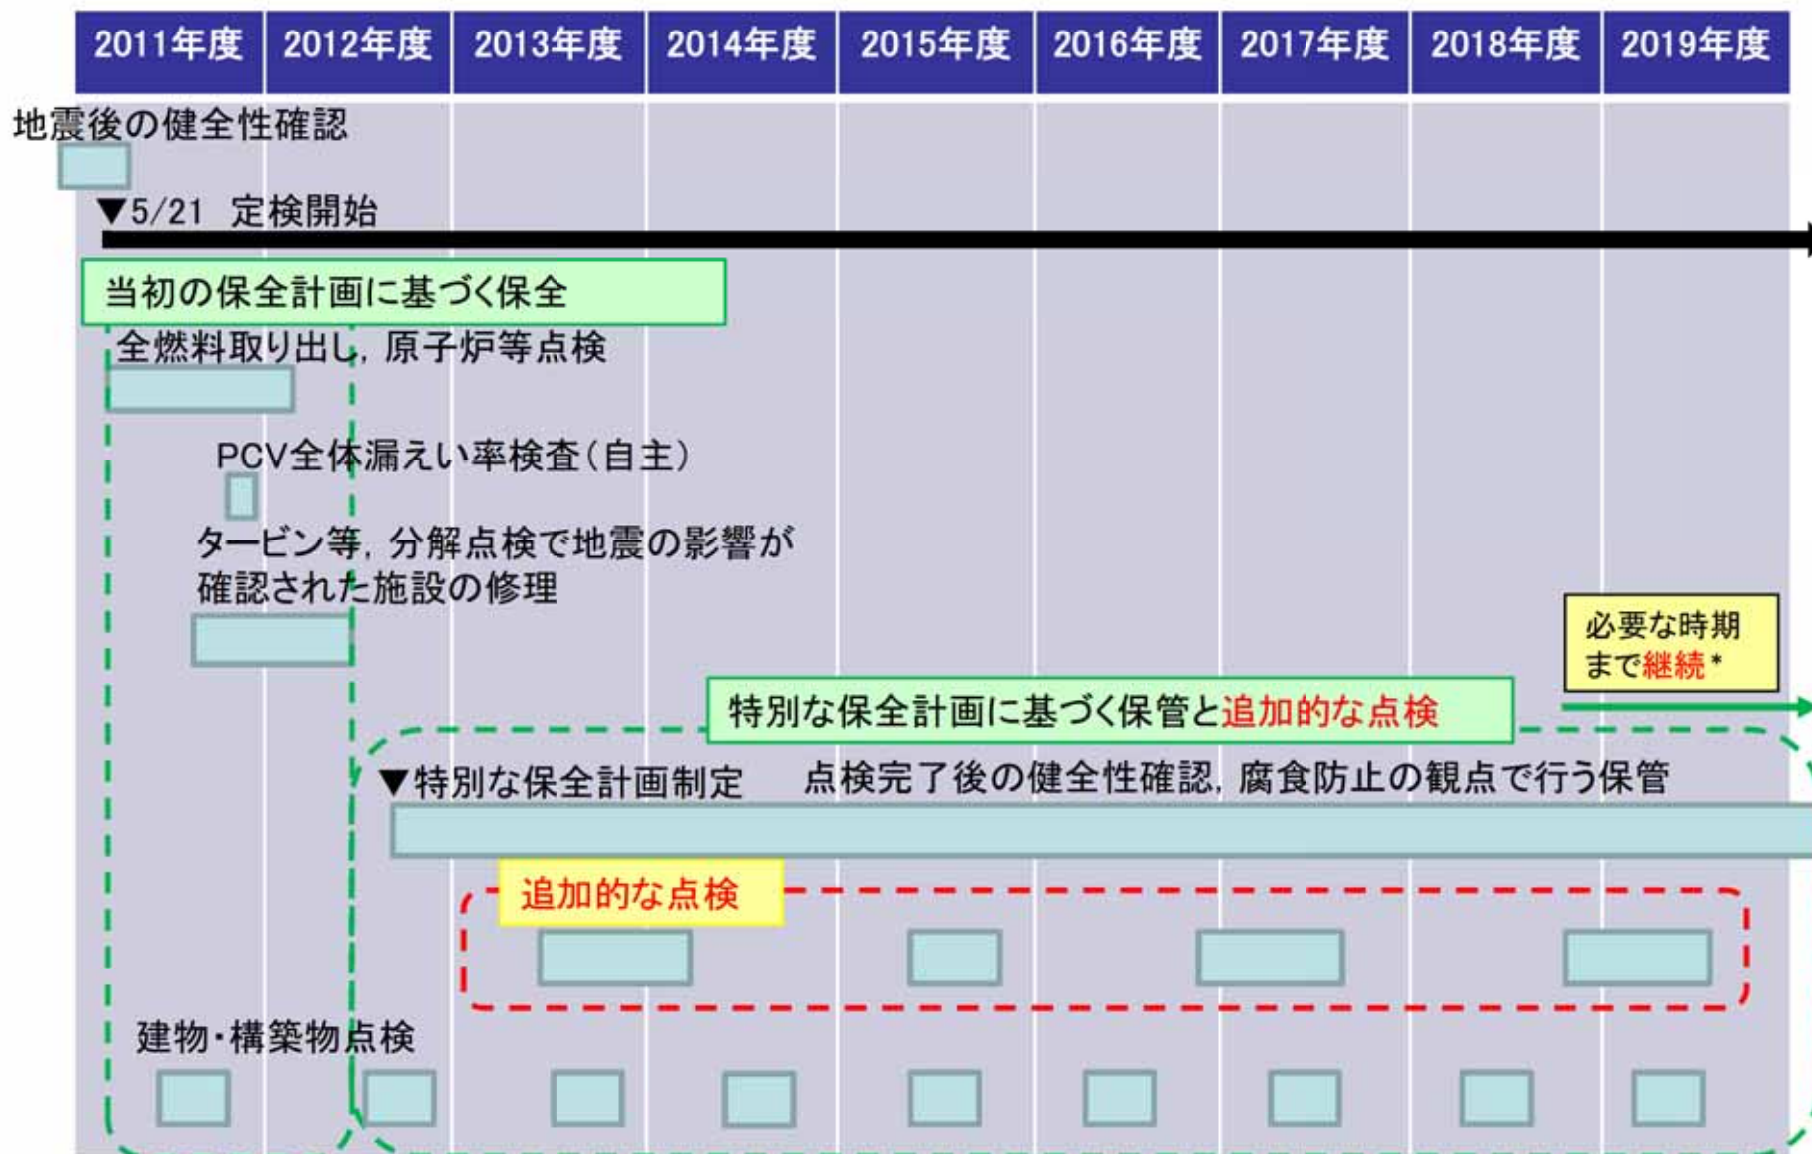 2011年度 2012年度 2013年度 2014年度 2015年度 2016年度 2017年度 2018年度 2019年度
地震後の健全性確認
▼5/21 定検開始
当初の保全計画に基づく保全
全燃料取り出し，原子炉等点検
PCV全体漏えい率検査（自主）
タービン等，分解点検で地震の影響が
確認された施設の修理
必要な時期
まで継続*
特別な保全計画に基づく保管と追加的な点検
▼特別な保全計画制定
点検完了後の健全性確認，腐食防止の観点で行う保管
追加的な点検
建物・構築物点検